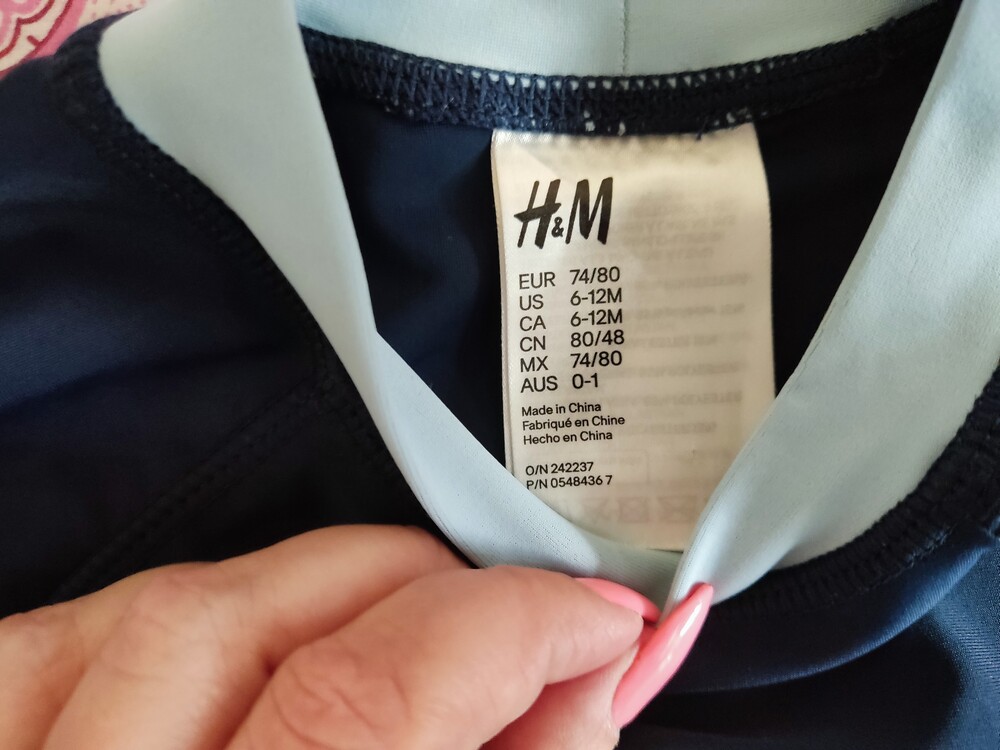 H&M
EUR 74/80
US 6-12M
CA 6-12M
CN 80/48
MX 74/80
AUS 0-1
Made in China
Fabriqué en Chine
Hecho en China
O/N 242237
P/N 0548436 7